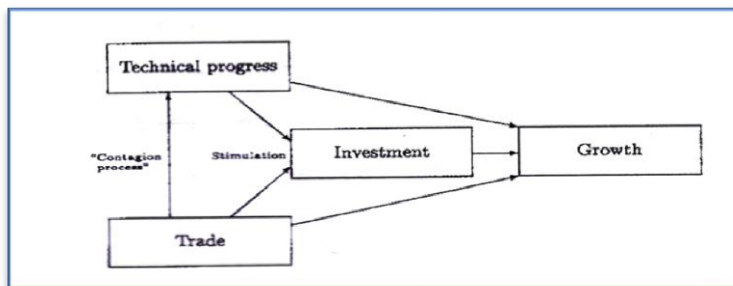 Technical progress
"Contagion
process"
Stimulation
Investment
Growth
Trade